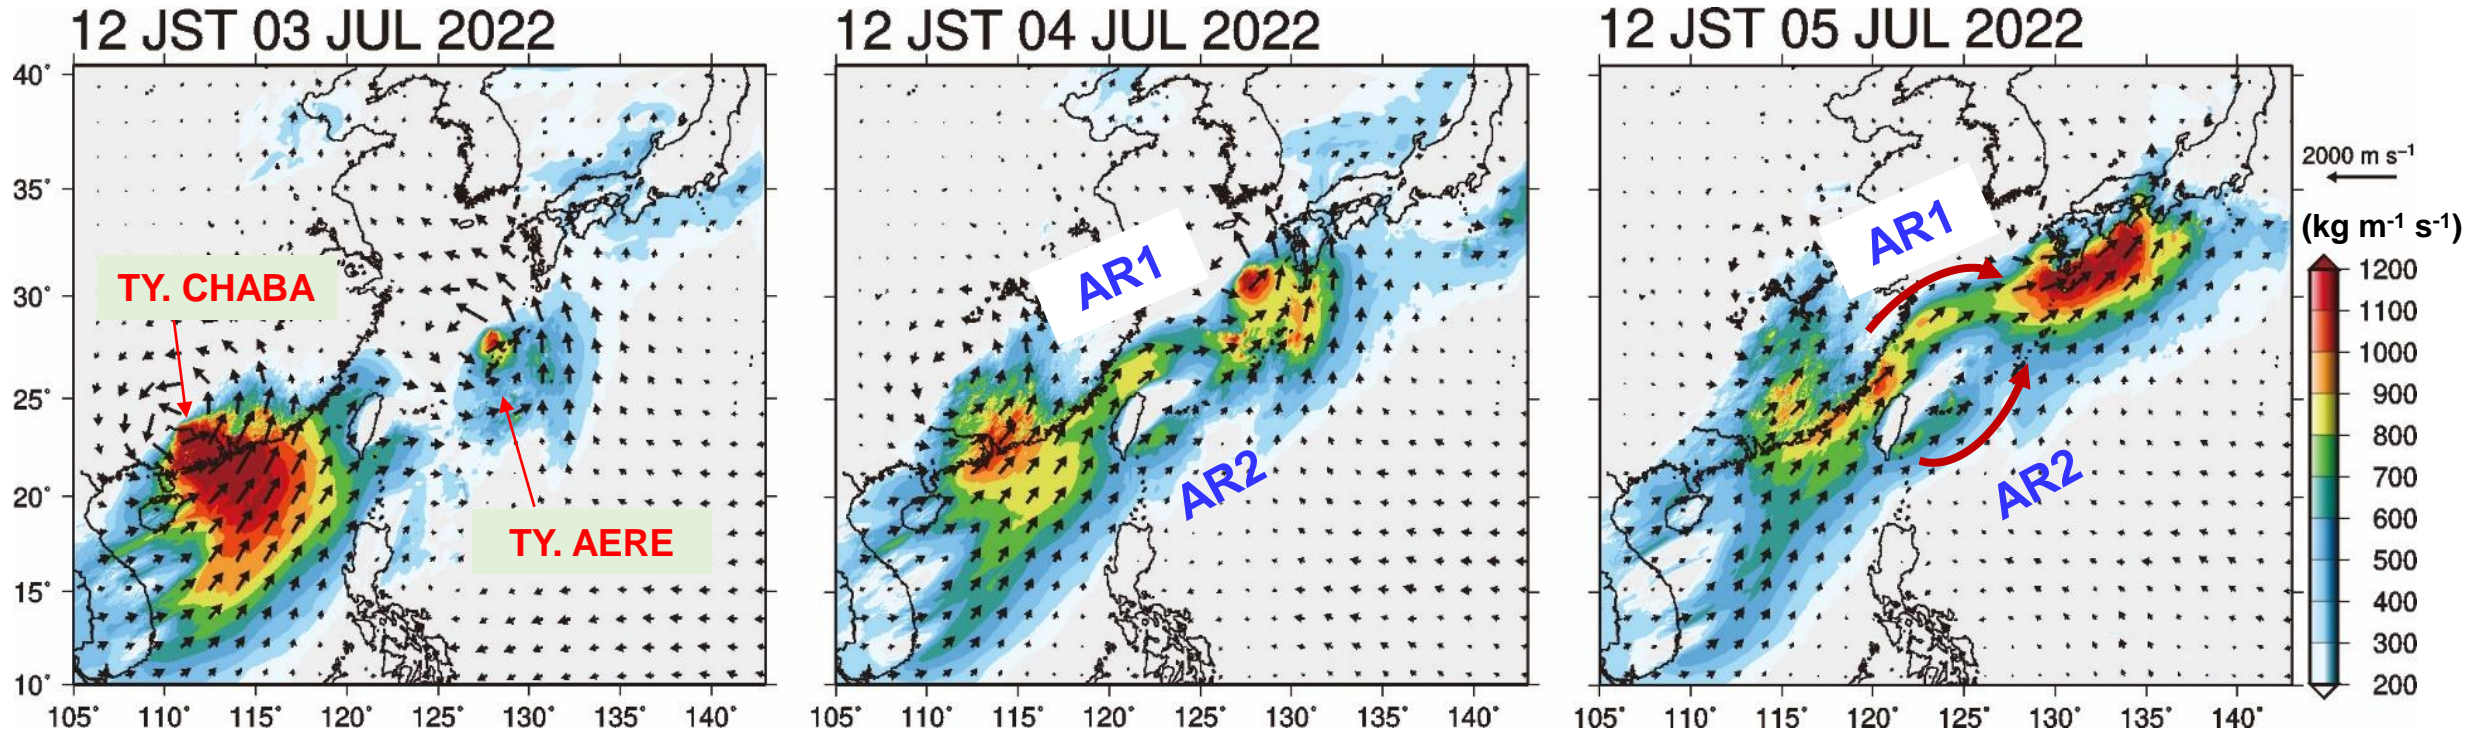 12 JST 03 JUL 2022
12 JST 04 JUL 2022
12 JST 05 JUL 2022
40°
35°
30°
25°
20°
15°
10°
TY. CHABA
TY. AERE
105° 110° 115° 120° 125° 130° 135° 140°
AR1
AR2
105° 110° 115° 120° 125° 130° 135° 140°
AR1
AR2
105° 110° 115° 120° 125° 130° 135° 140°
2000 m s⁻¹
(kg m⁻¹ s⁻¹)
1200
1100
1000
900
800
700
600
500
400
300
200